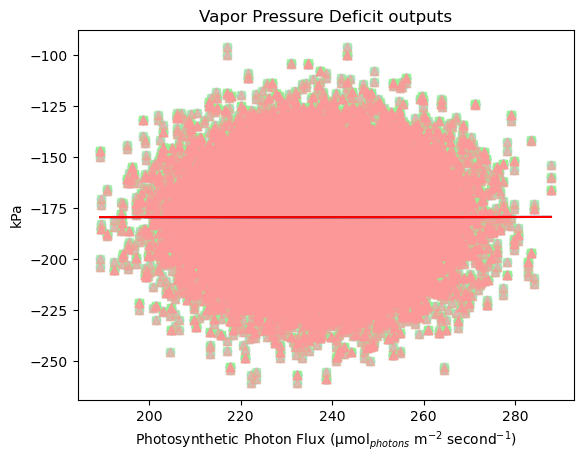 Vapor Pressure Deficit outputs
−100
−125
−150
−175
−200
−225
−250
kPa
200 220 240 260 280
Photosynthetic Photon Flux (μmol$_{photons}$ m$^{-2}$ second$^{-1}$)